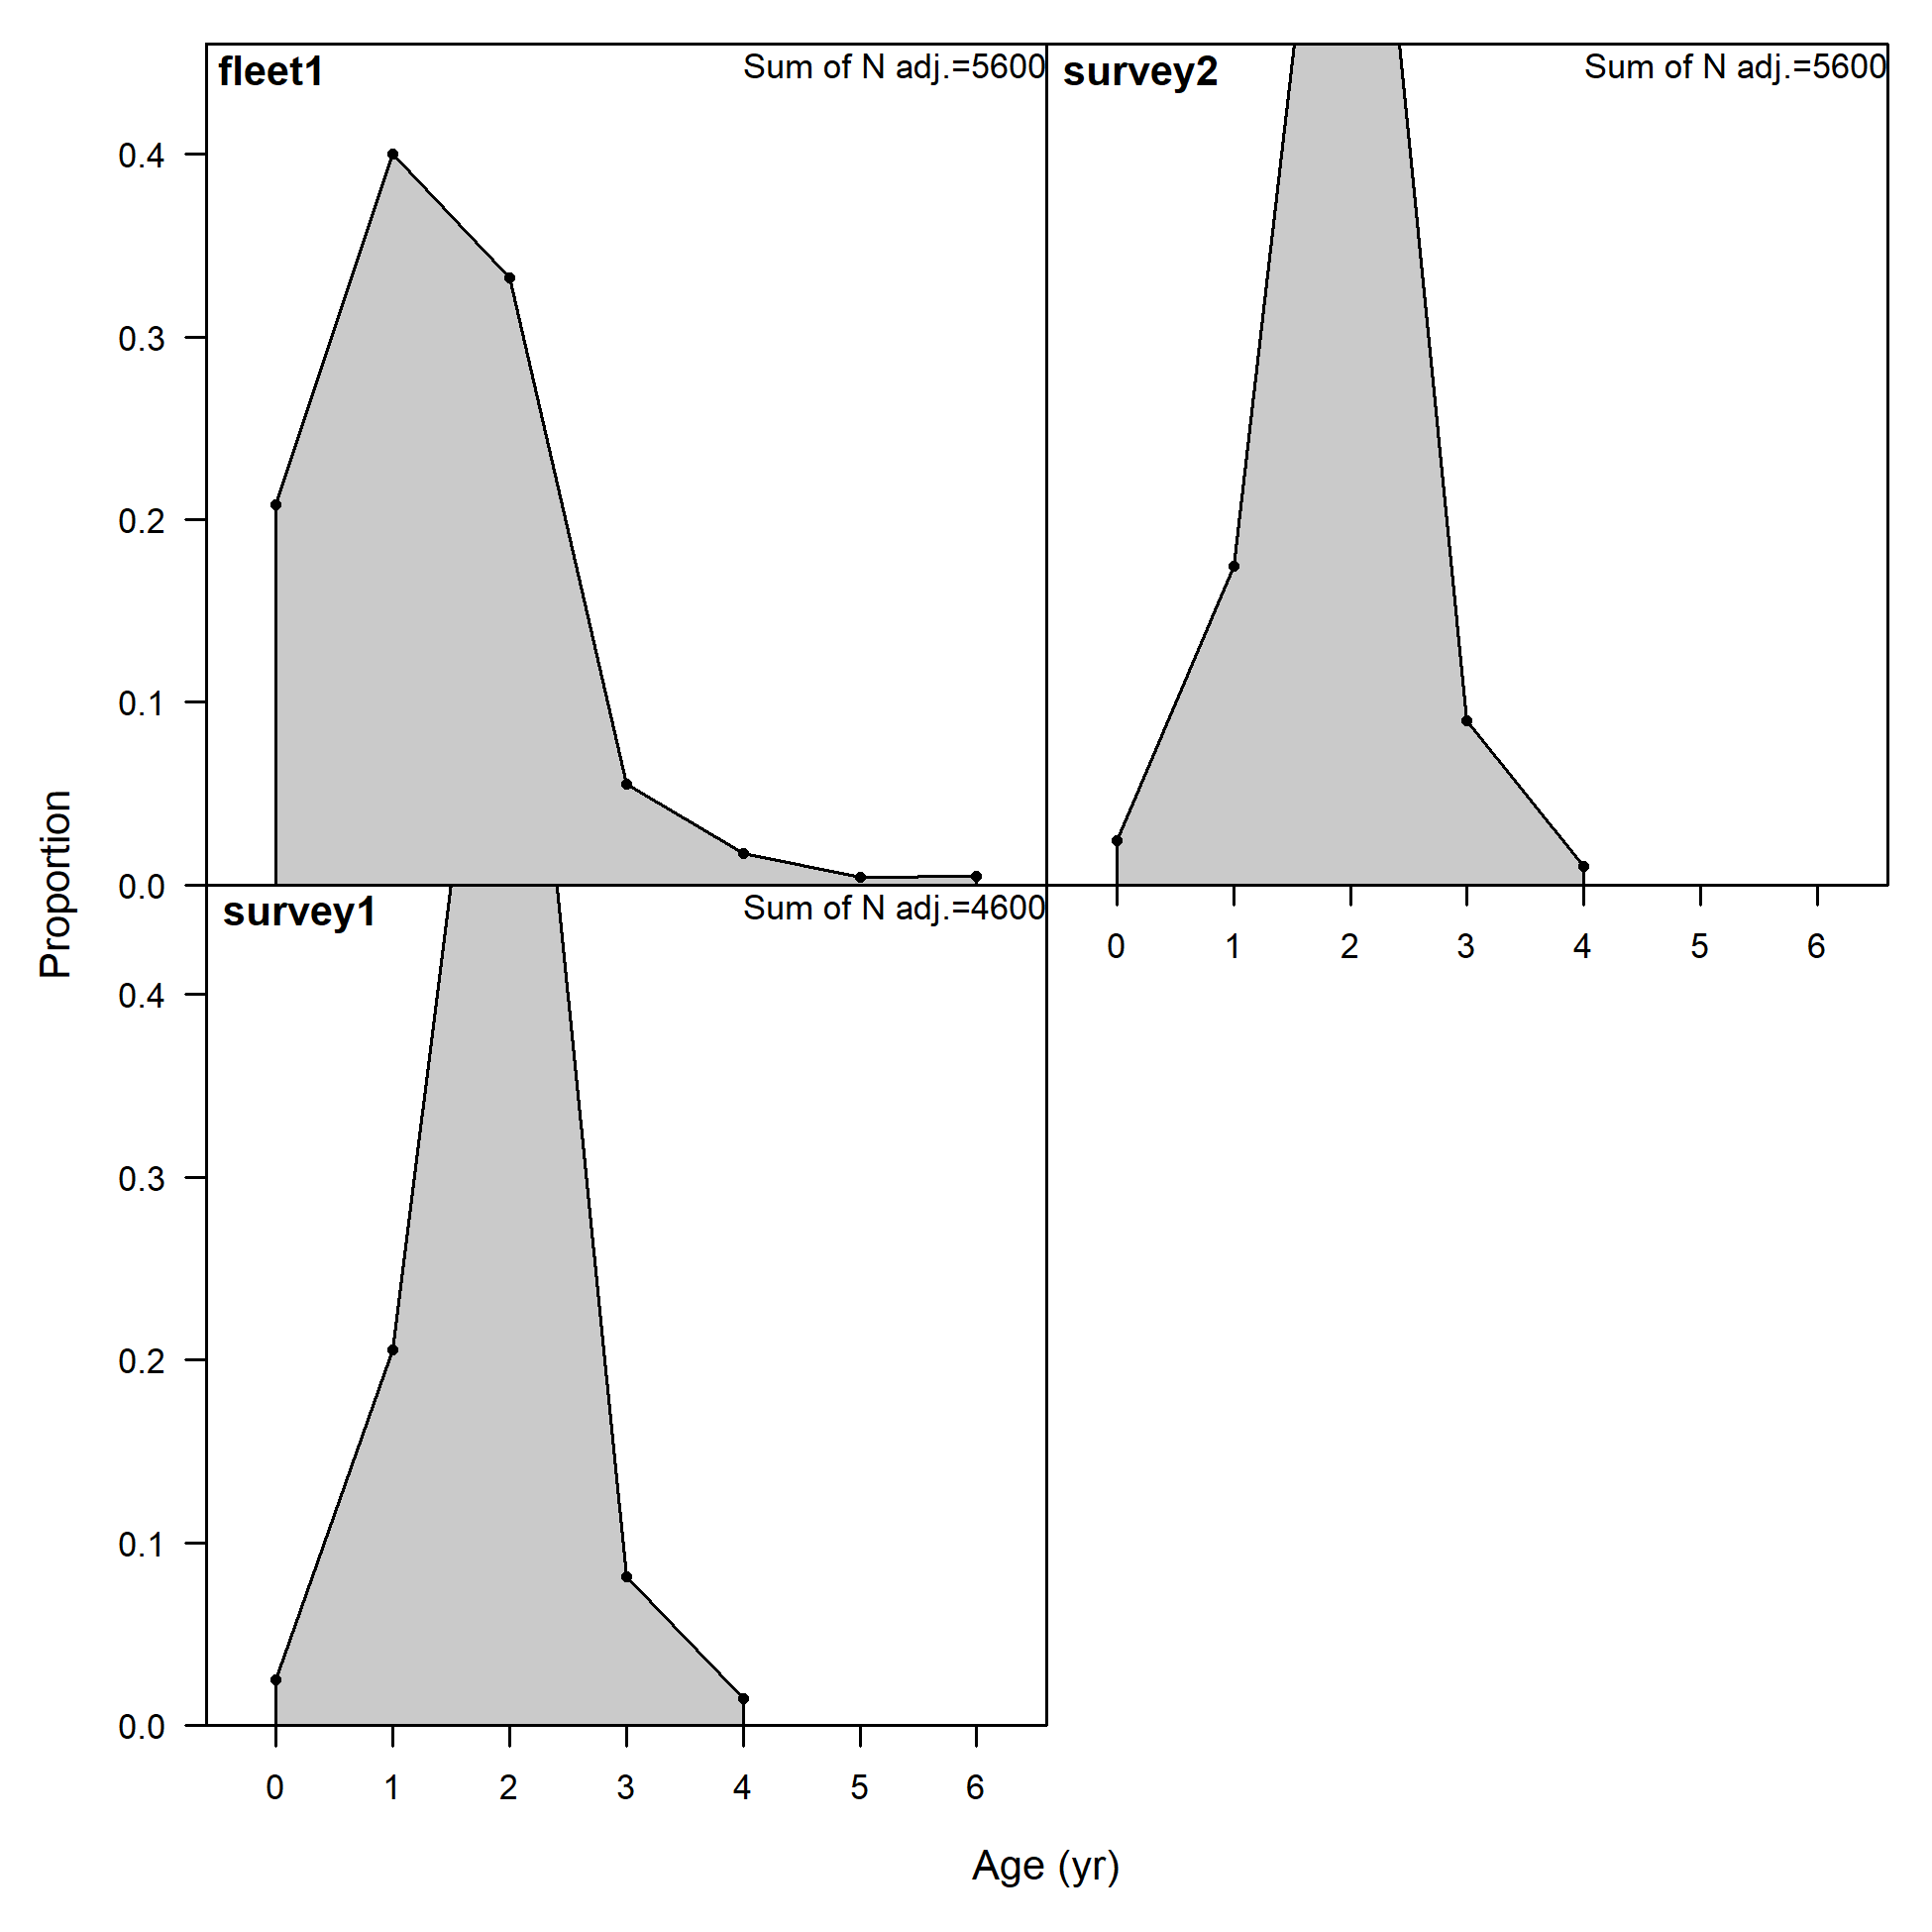 fleet1
Sum of N adj.=5600
survey2
Sum of N adj.=5600
0.4
0.3
0.2
0.1
0.0
0 1 2 3 4 5 6
survey1
Sum of N adj.=4600
0.4
0.3
0.2
0.1
0.0
0 1 2 3 4 5 6
Proportion
Age (yr)